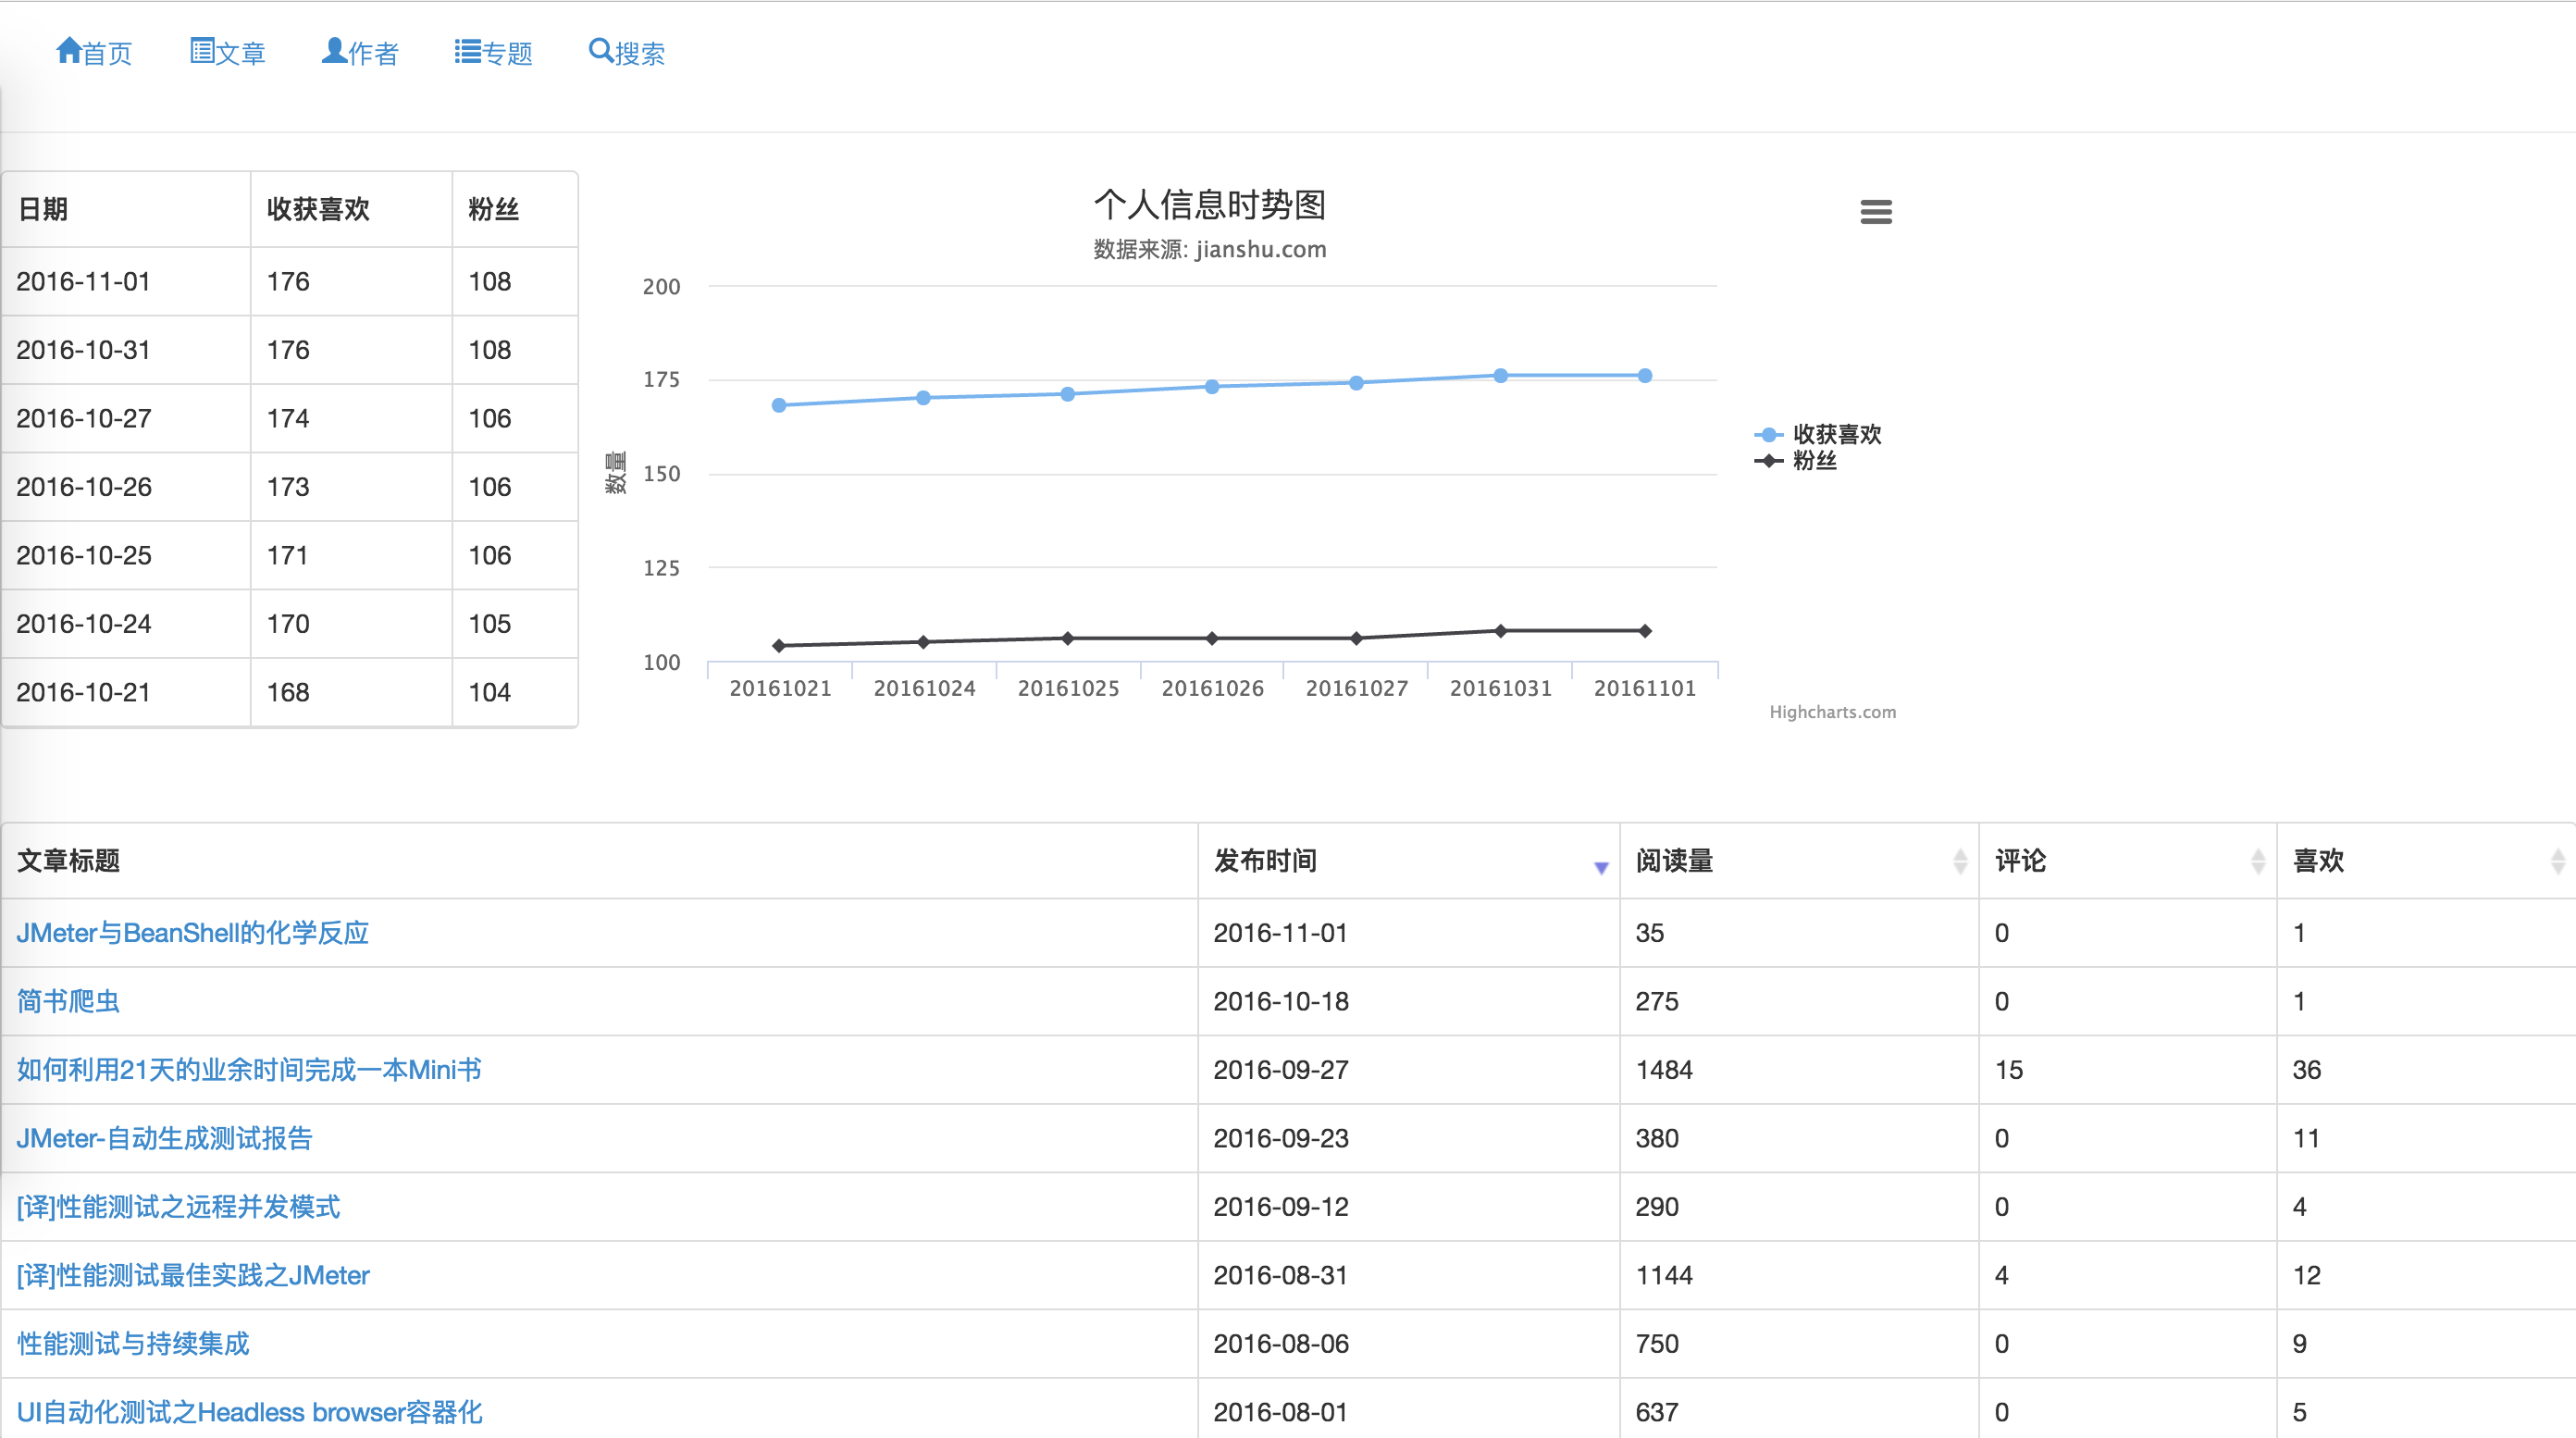 首页 文章 作者 专题 搜索
日期 收获喜欢 粉丝
2016-11-01 176 108
2016-10-31 176 108
2016-10-27 174 106
2016-10-26 173 106
2016-10-25 171 106
2016-10-24 170 105
2016-10-21 168 104
个人信息时势图
数据来源: jianshu.com
200
175
150
125
100
数量
20161021 20161024 20161025 20161026 20161027 20161031 20161101
收获喜欢
粉丝
Highcharts.com
文章标题 发布时间 阅读量 评论 喜欢
JMeter与BeanShell的化学反应 2016-11-01 35 0 1
简书爬虫 2016-10-18 275 0 1
如何利用21天的业余时间完成一本Mini书 2016-09-27 1484 15 36
JMeter-自动生成测试报告 2016-09-23 380 0 11
[译]性能测试之远程并发模式 2016-09-12 290 0 4
[译]性能测试最佳实践之JMeter 2016-08-31 1144 4 12
性能测试与持续集成 2016-08-06 750 0 9
UI自动化测试之Headless browser容器化 2016-08-01 637 0 5